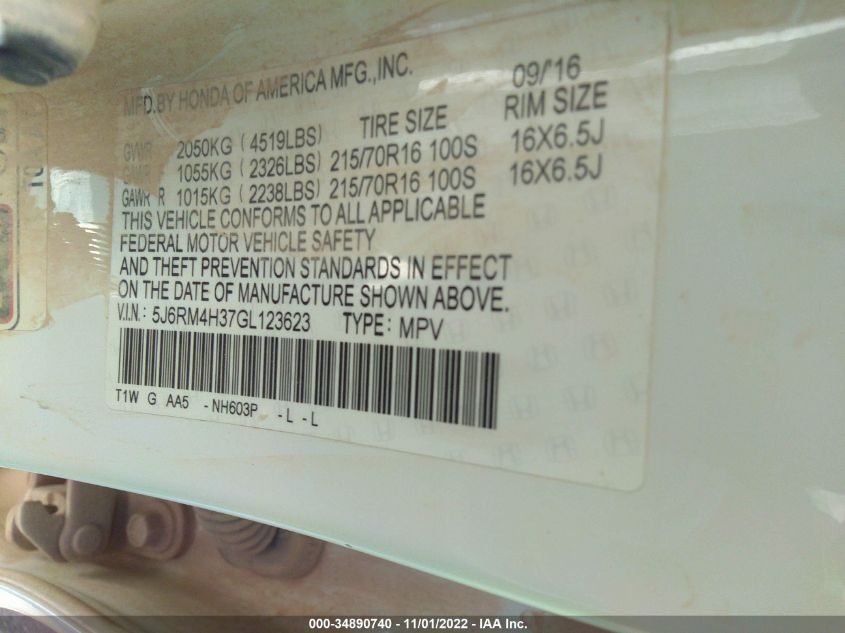 MFD.BY HONDA OF AMERICA MFG.,INC. 09/'16
TIRE SIZE RIM SIZE
GVWR 2050KG ( 4519LBS)
1055KG ( 2326LBS) 215/70R16 100S 16X6.5J
GAWR R 1015KG ( 2238LBS) 215/70R16 100S 16X6.5J
THIS VEHICLE CONFORMS TO ALL APPLICABLE
FEDERAL MOTOR VEHICLE SAFETY
AND THEFT PREVENTION STANDARDS IN EFFECT
ON THE DATE OF MANUFACTURE SHOWN ABOVE.
V.I.N.: 5J6RM4H37GL123623 TYPE: MPV
T1W G AA5 -NH603P -L -L
000-34890740 - 11/01/2022 - IAA Inc.